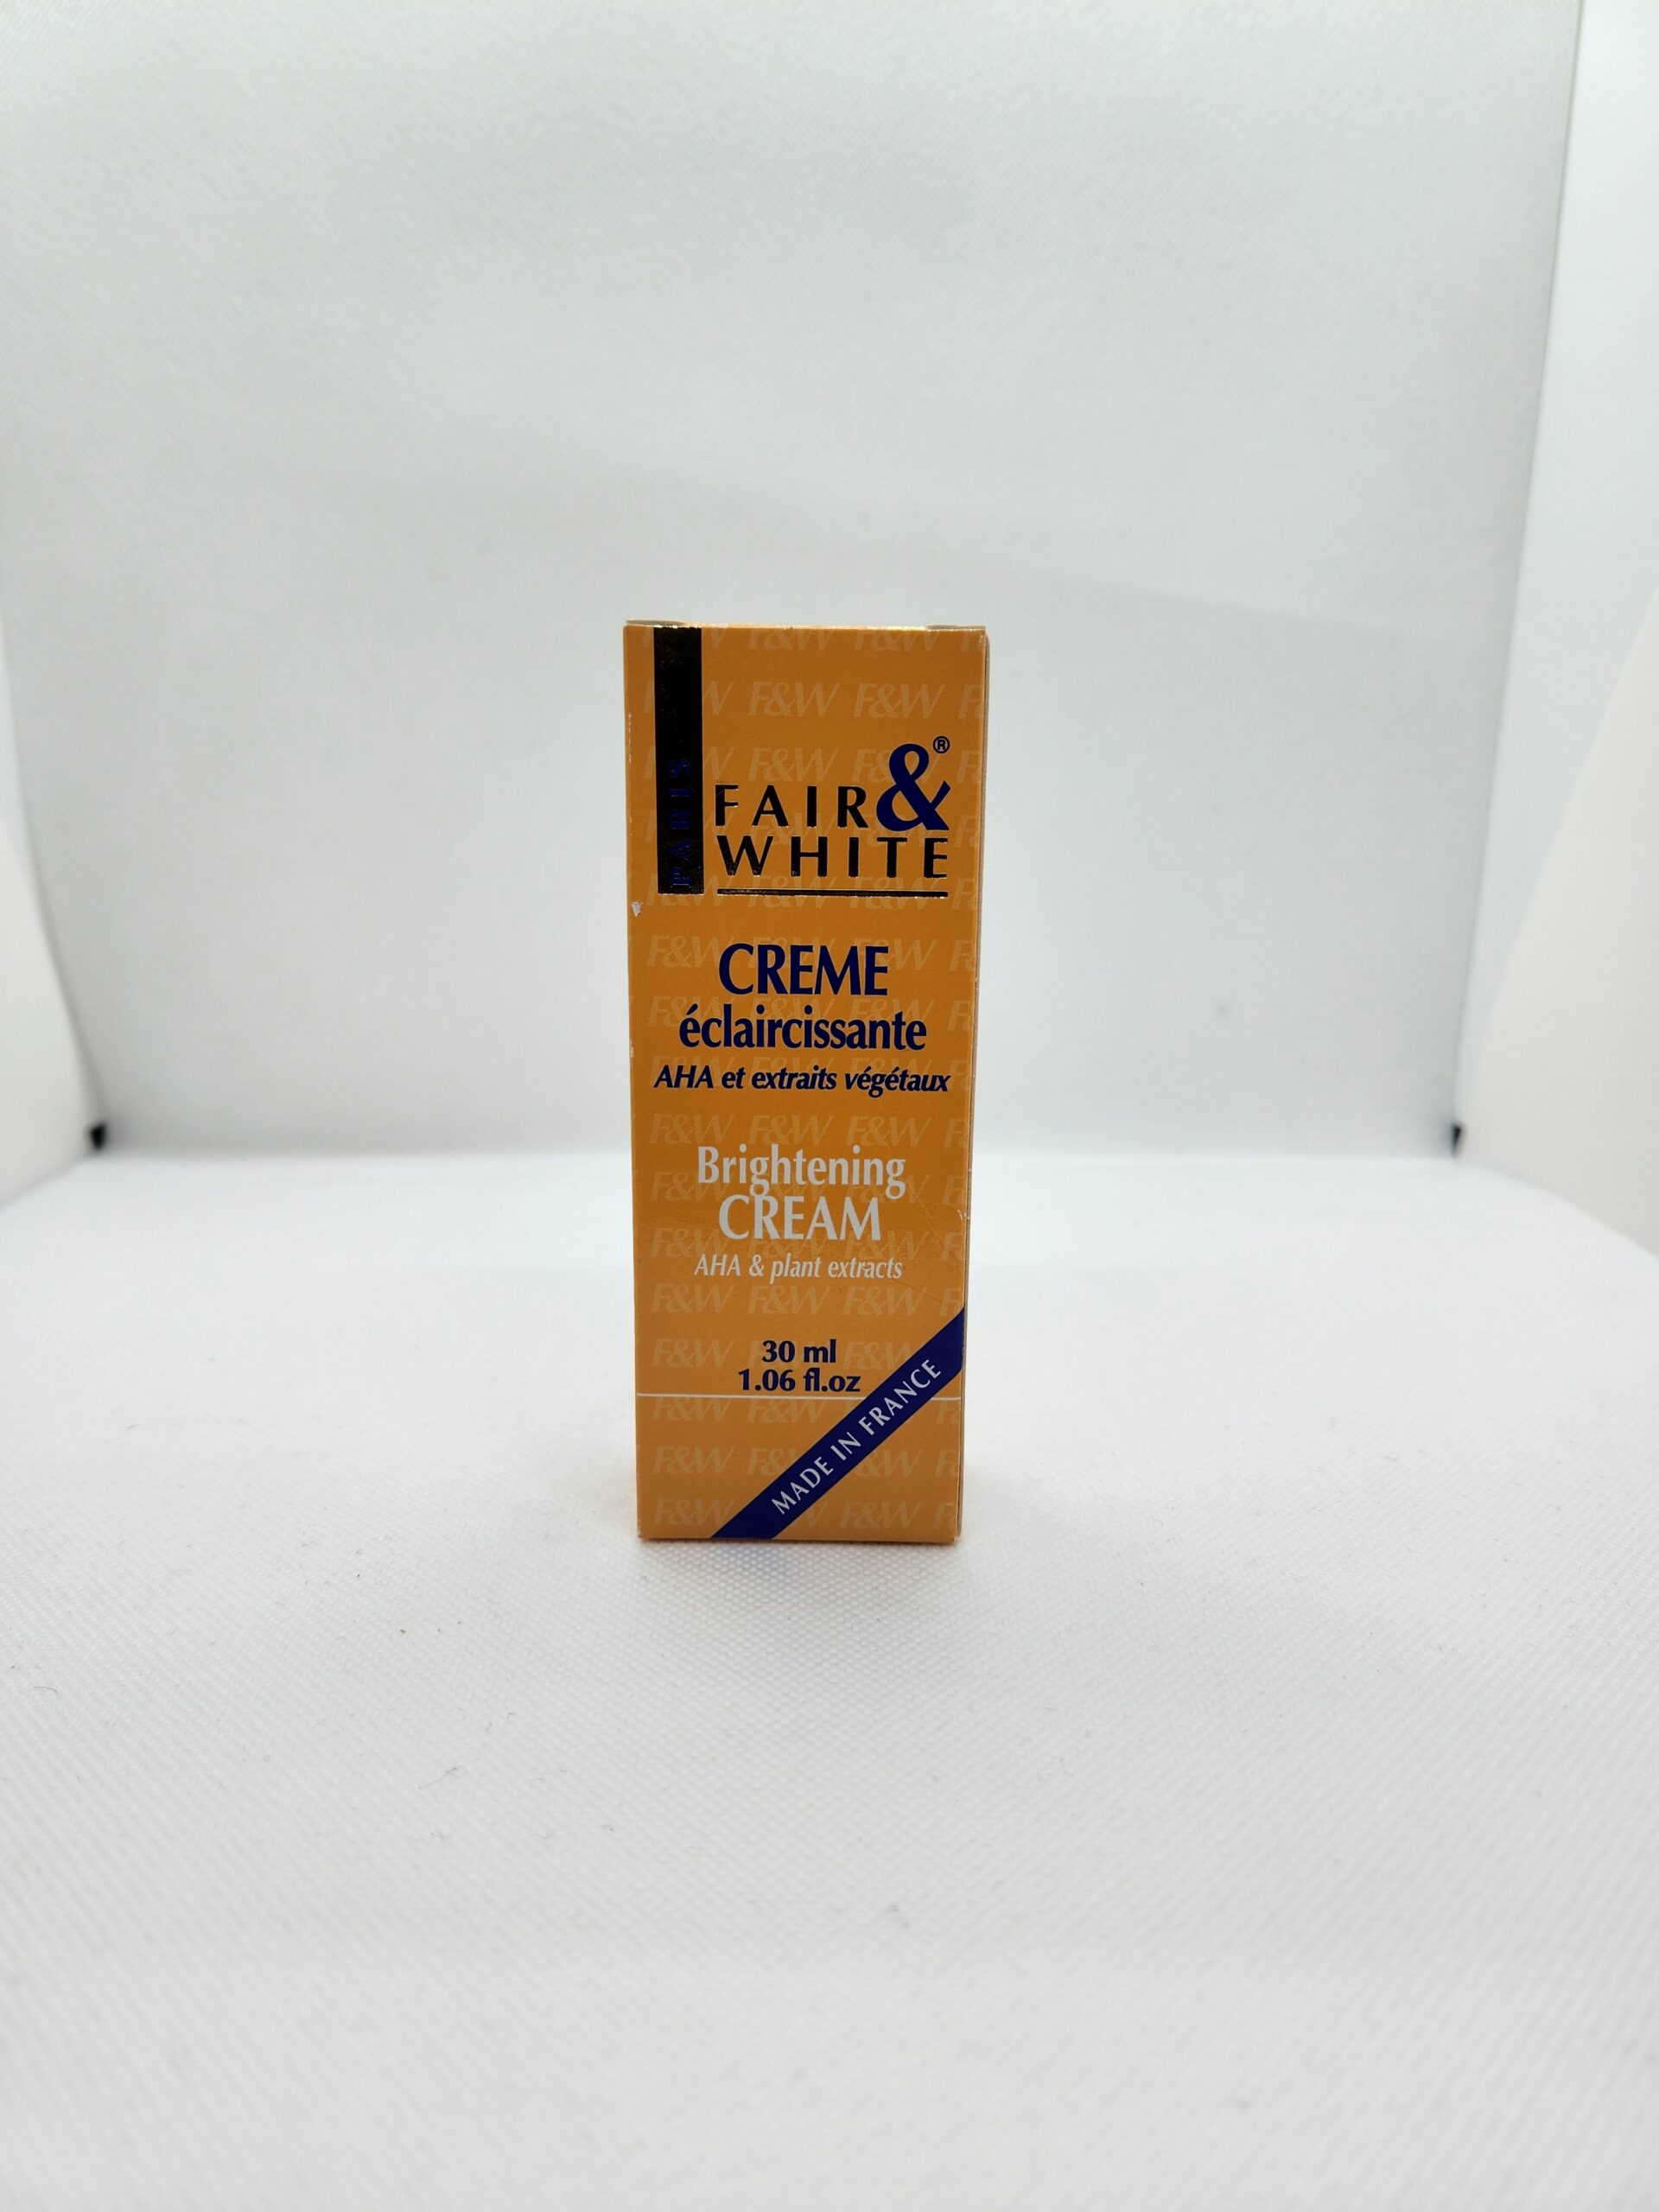 PARIS
FAIR &®
WHITE
CREME
éclaircissante
AHA et extraits végétaux
Brightening
CREAM
AHA & plant extracts
30 ml
1.06 fl.oz
MADE IN FRANCE
F&W